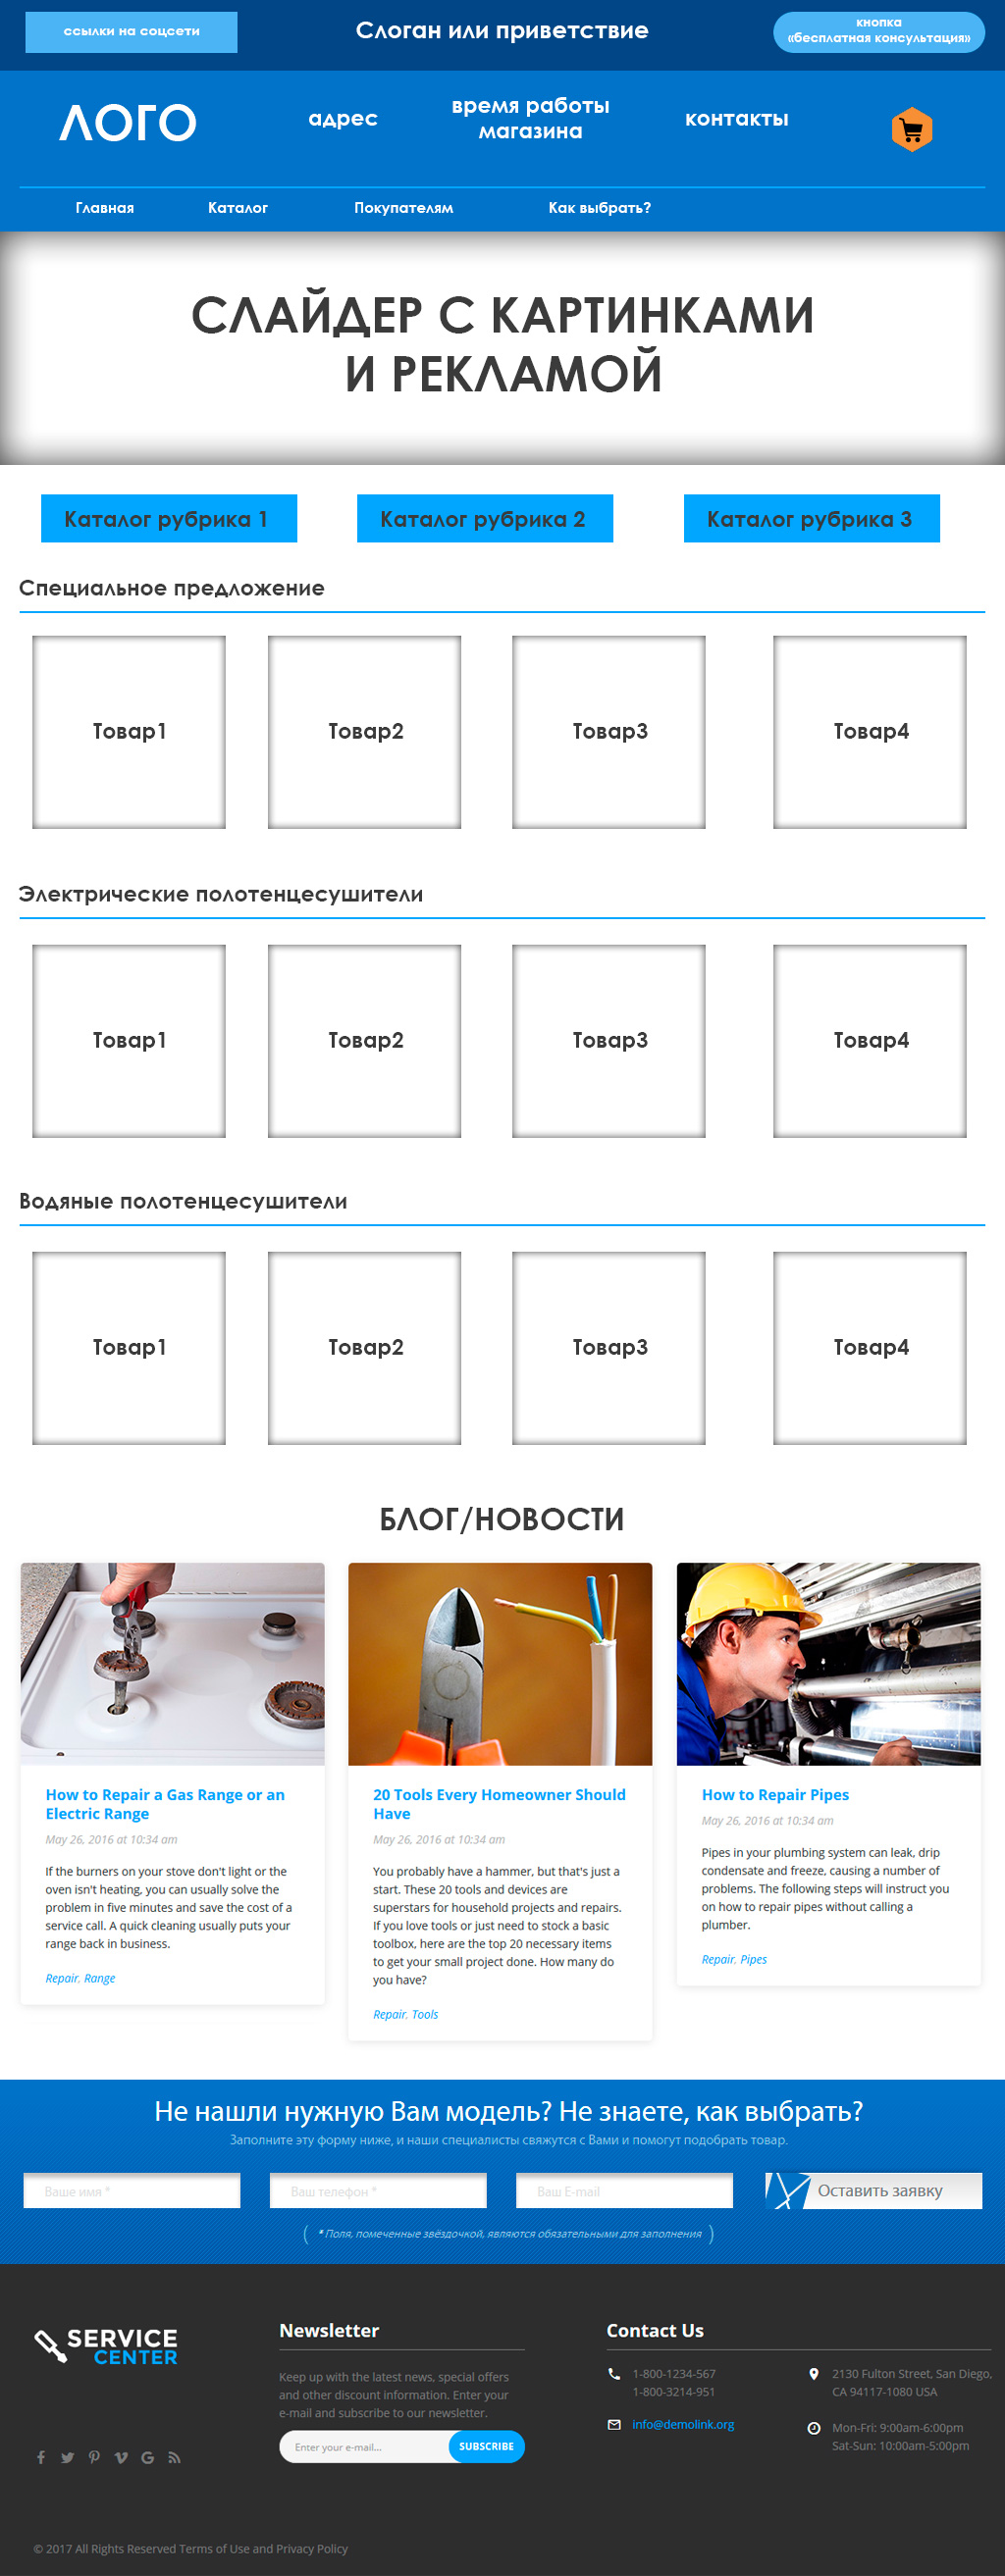 ссылки на соцсети
Слоган или приветствие
кнопка
«бесплатная консультация»
ЛОГО
адрес
время работы
магазина
контакты
Главная
Каталог
Покупателям
Как выбрать?
СЛАЙДЕР С КАРТИНКАМИ
И РЕКЛАМОЙ
Каталог рубрика 1
Каталог рубрика 2
Каталог рубрика 3
Специальное предложение
Товар1
Товар2
Товар3
Товар4
Электрические полотенцесушители
Товар1
Товар2
Товар3
Товар4
Водяные полотенцесушители
Товар1
Товар2
Товар3
Товар4
БЛОГ/НОВОСТИ
How to Repair a Gas Range or an
Electric Range
May 26, 2016 at 10:34 am
If the burners on your stove don't light or the
oven isn't heating, you can usually solve the
problem in five minutes and save the cost of a
service call. A quick cleaning usually puts your
range back in business.
Repair, Range
20 Tools Every Homeowner Should
Have
May 26, 2016 at 10:34 am
You probably have a hammer, but that's just a
start. These 20 tools and devices are
superstars for household projects and repairs.
If you love tools or just need to stock a basic
toolbox, here are the top 20 necessary items
to get your small project done. How many do
you have?
Repair, Tools
How to Repair Pipes
May 26, 2016 at 10:34 am
Pipes in your plumbing system can leak, drip
condensate and freeze, causing a number of
problems. The following steps will instruct you
on how to repair pipes without calling a
plumber.
Repair, Pipes
Не нашли нужную Вам модель? Не знаете, как выбрать?
Заполните эту форму ниже, и наши специалисты свяжутся с Вами и помогут подобрать товар.
Ваше имя *
Ваш телефон *
Ваш E-mail
Оставить заявку
( * Поля, помеченные звёздочкой, являются обязательными для заполнения )
SERVICE
CENTER
Newsletter
Keep up with the latest news, special offers
and other discount information. Enter your
e-mail and subscribe to our newsletter.
Enter your e-mail...
SUBSCRIBE
Contact Us
1-800-1234-567
1-800-3214-951
info@demolink.org
2130 Fulton Street, San Diego,
CA 94117-1080 USA
Mon-Fri: 9:00am-6:00pm
Sat-Sun: 10:00am-5:00pm
© 2017 All Rights Reserved Terms of Use and Privacy Policy